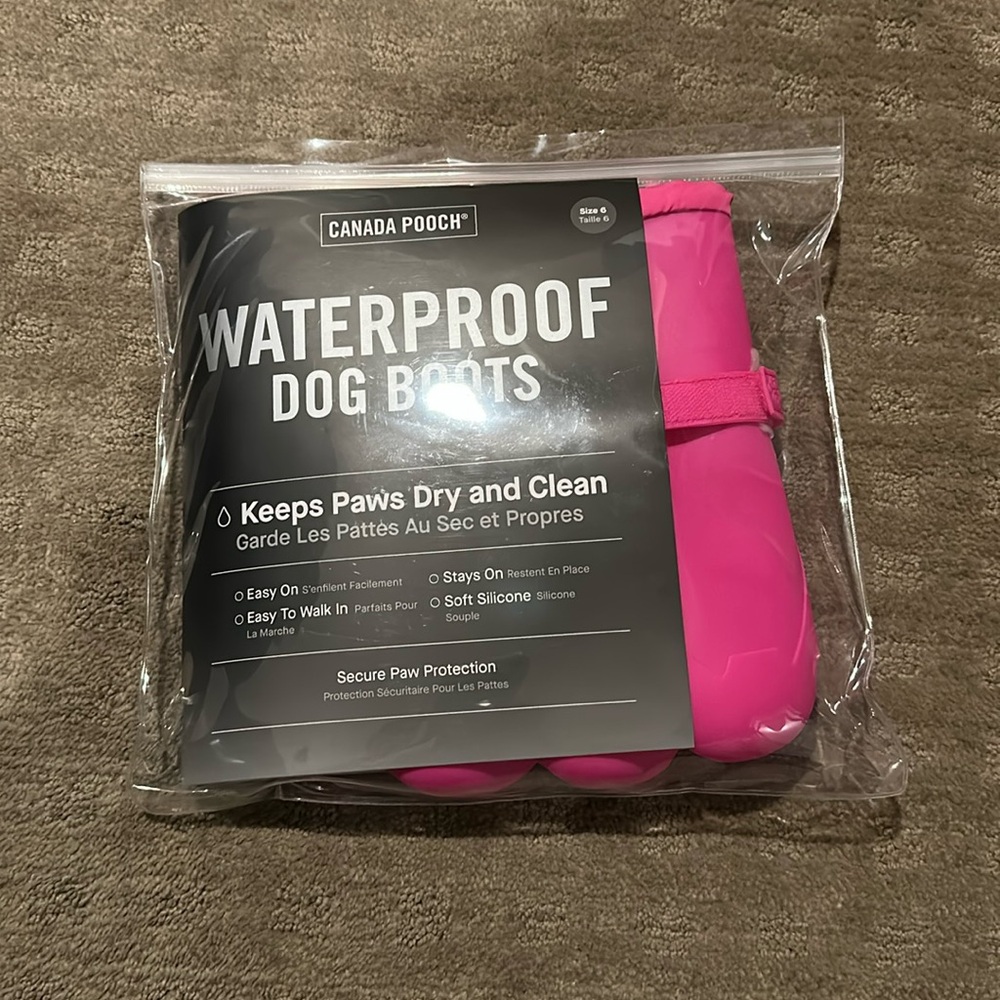 CANADA POOCH®
Size 6
Taille 6
WATERPROOF
DOG BOOTS
Keeps Paws Dry and Clean
Garde Les Pattes Au Sec et Propres
Easy On S'enfilent Facilement
Stays On Restent En Place
Easy To Walk In Parfaits Pour
La Marche
Soft Silicone Silicone
Souple
Secure Paw Protection
Protection Sécuritaire Pour Les Pattes